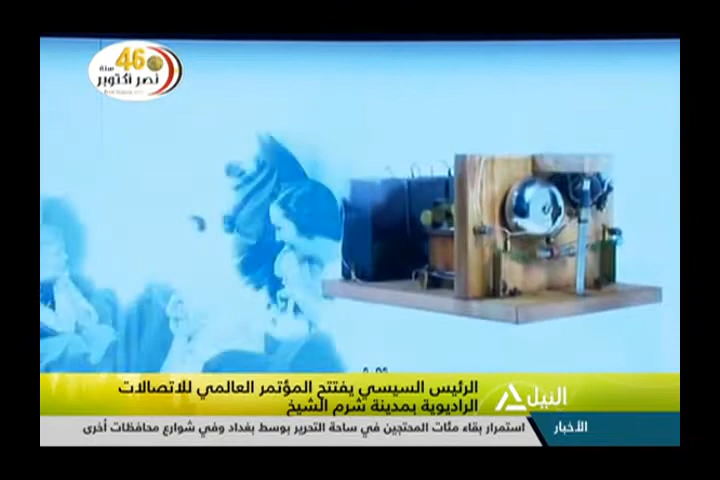 46 سنة
نصر أكتوبر
الرئيس السيسي يفتتح المؤتمر العالمي للاتصالات
الراديوية بمدينة شرم الشيخ
النيل
الأخبار
استمرار بقاء مئات المحتجين في ساحة التحرير بوسط بغداد وفي شوارع محافظات أخرى